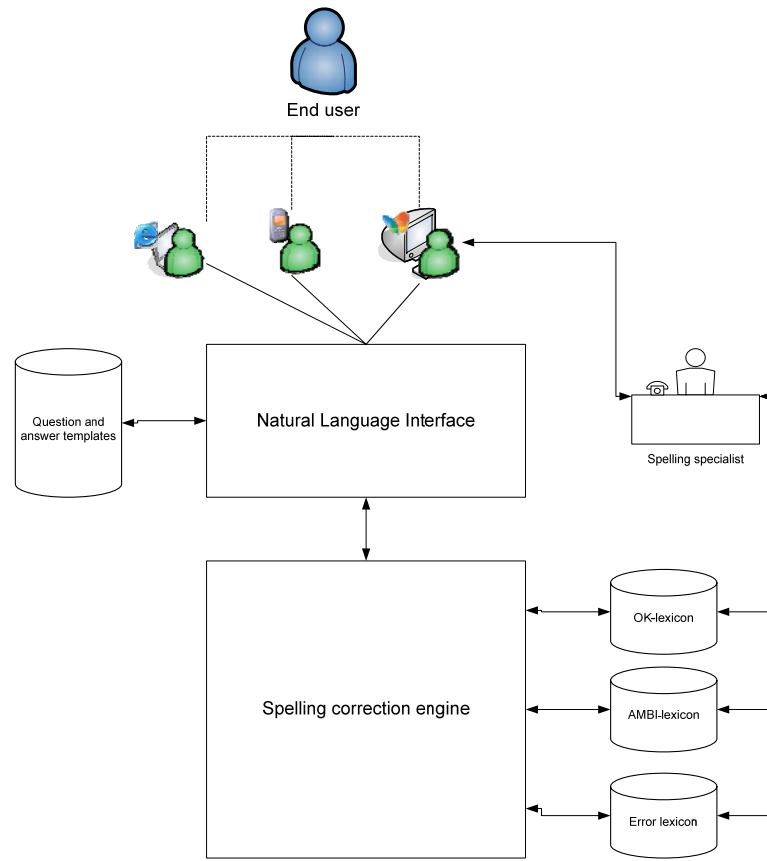 End user
Question and
answer templates
Natural Language Interface
Spelling specialist
Spelling correction engine
OK-lexicon
AMBI-lexicon
Error lexicon